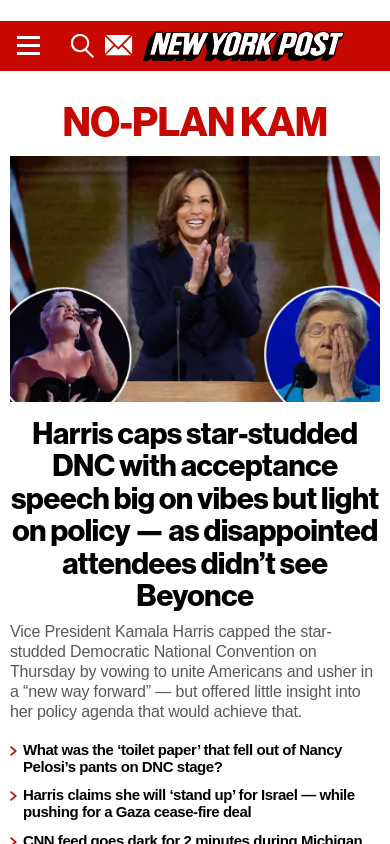 NEW YORK POST
NO-PLAN KAM
Harris caps star-studded
DNC with acceptance
speech big on vibes but light
on policy — as disappointed
attendees didn’t see
Beyonce
Vice President Kamala Harris capped the star-
studded Democratic National Convention on
Thursday by vowing to unite Americans and usher in
a “new way forward” — but offered little insight into
her policy agenda that would achieve that.
What was the ‘toilet paper’ that fell out of Nancy
Pelosi’s pants on DNC stage?
Harris claims she will ‘stand up’ for Israel — while
pushing for a Gaza cease-fire deal
CNN feed goes dark for 2 minutes during Michigan